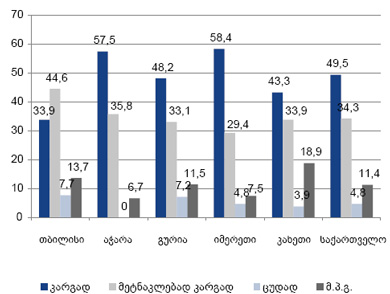 70
60
50
40
30
20
10
0
33,9 44,6 7,7 13,7
57,5 35,8 0 6,7
48,2 33,1 7,2 11,5
58,4 29,4 4,8 7,5
43,3 33,9 3,9 18,9
49,5 34,3 4,8 11,4
თბილისი აჭარა გურია იმერეთი კახეთი საქართველო
კარგად მეტნაკლებად კარგად ცუდად მ.პ.გ.